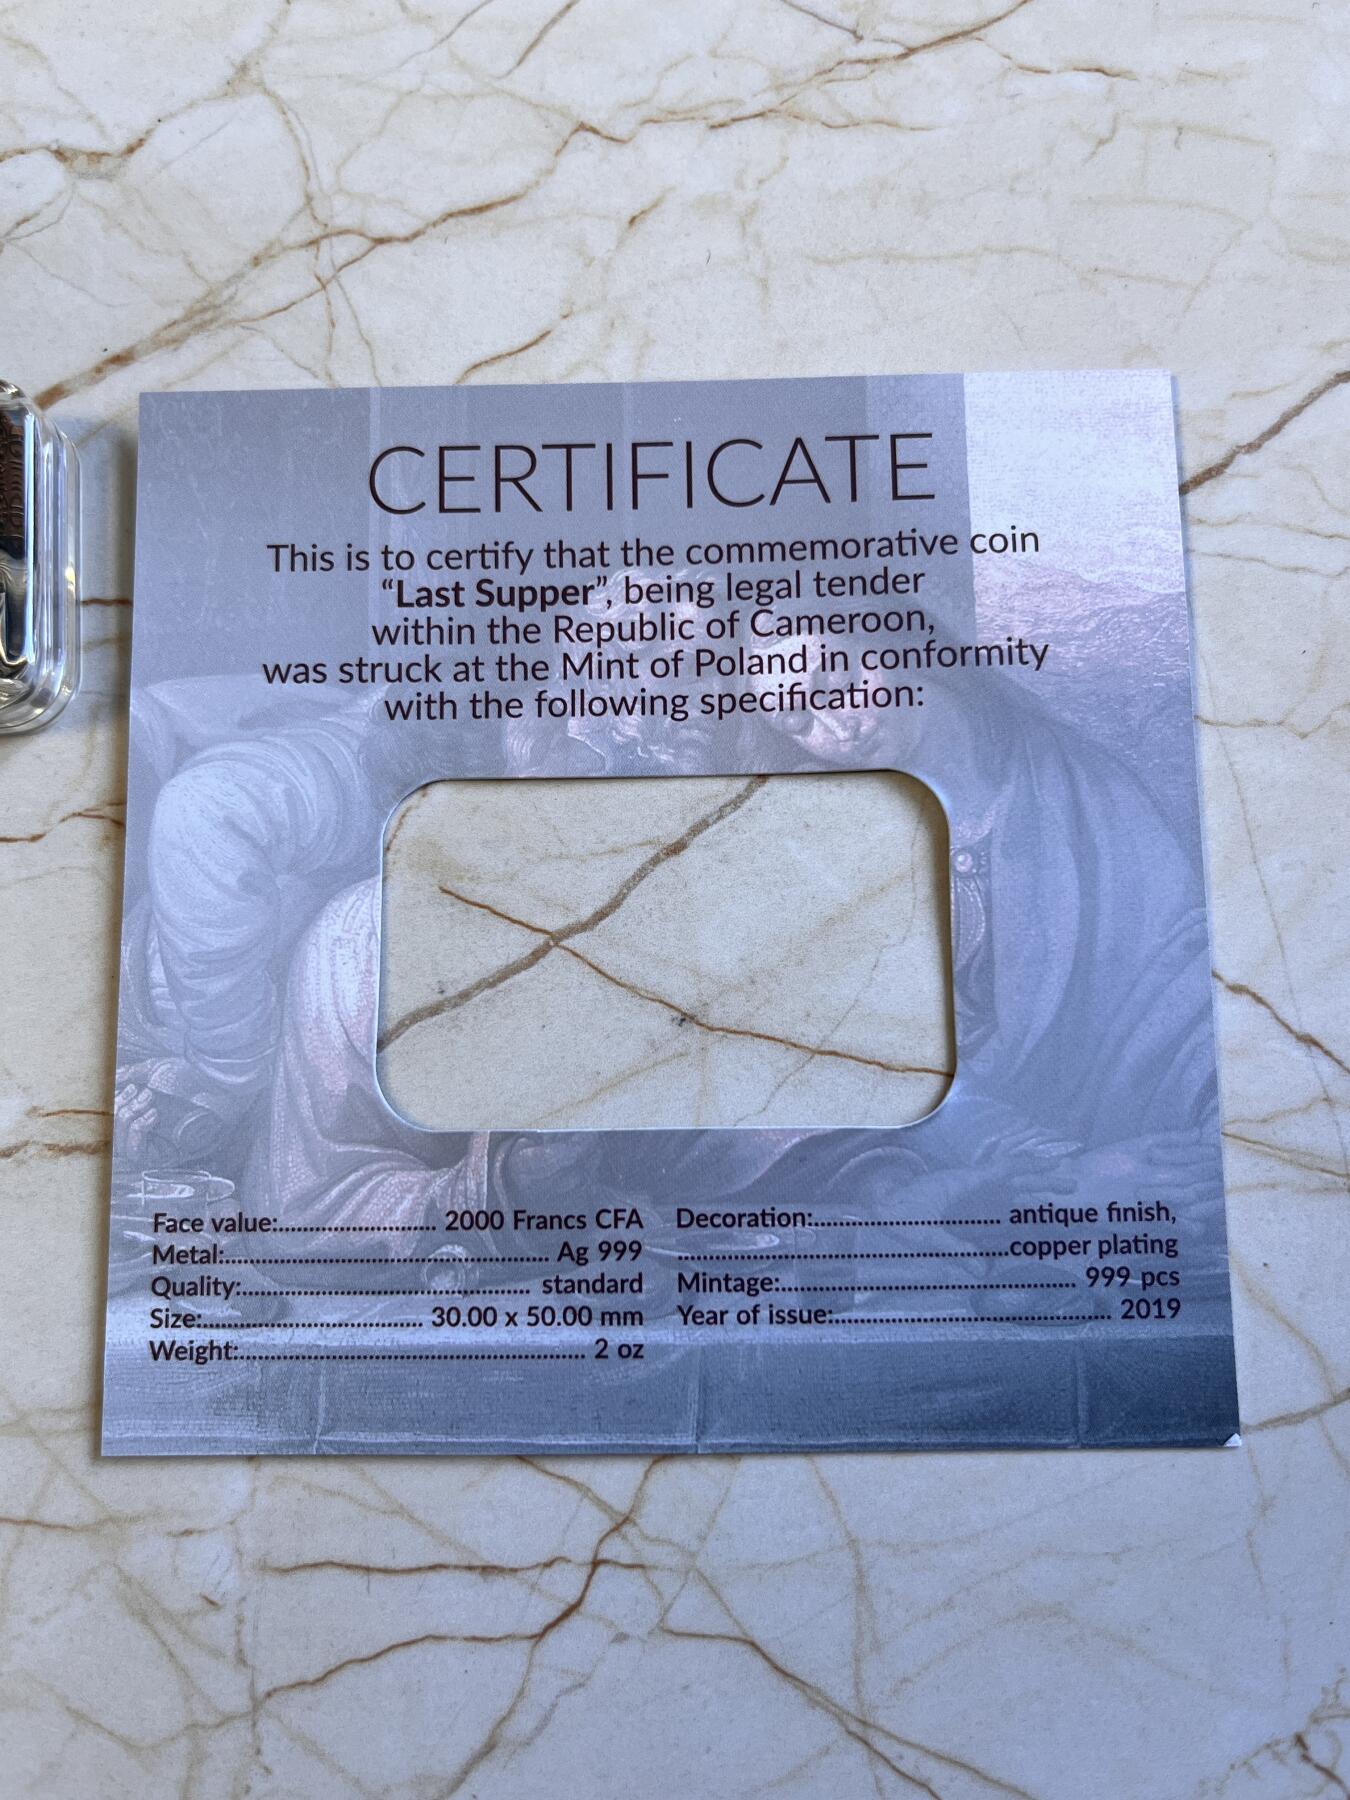 CERTIFICATE
This is to certify that the commemorative coin
“Last Supper”, being legal tender
within the Republic of Cameroon,
was struck at the Mint of Poland in conformity
with the following specification:
Face value:........................ 2000 Francs CFA
Metal:.................................................. Ag 999
Quality:............................................ standard
Size:.................................. 30.00 x 50.00 mm
Weight:..................................................... 2 oz
Decoration:............................. antique finish,
...................................................copper plating
Mintage:.............................................. 999 pcs
Year of issue:........................................... 2019